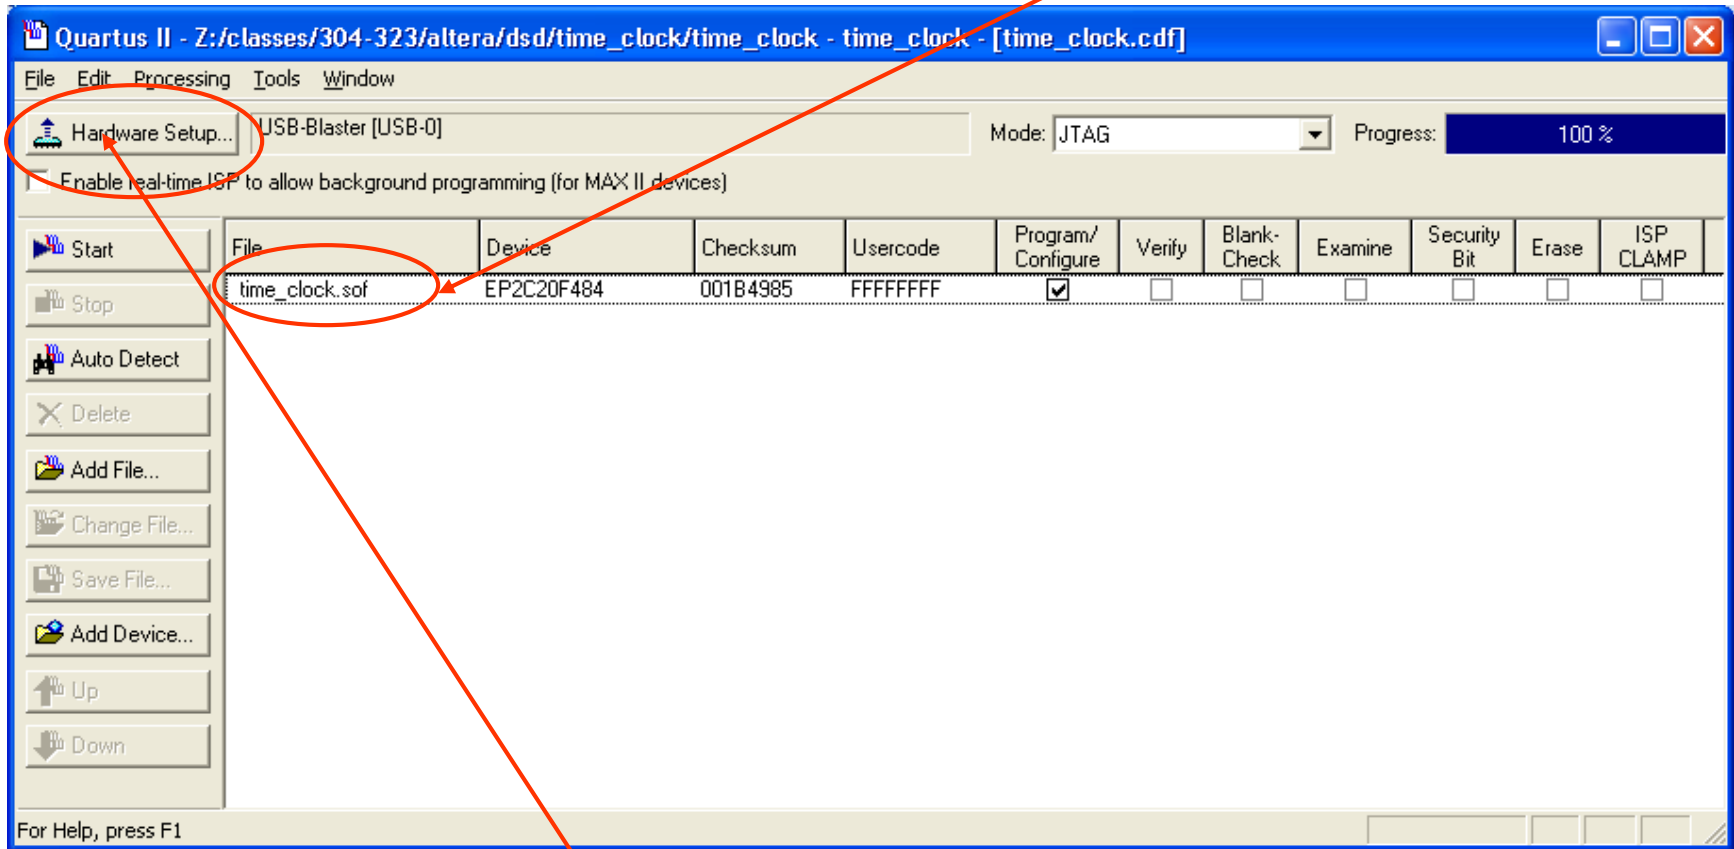 Quartus II - Z:/classes/304-323/altera/dsd/time_clock/time_clock - time_clock - [time_clock.cdf]
File Edit Processing Tools Window
Hardware Setup... USB-Blaster [USB-0] Mode: JTAG Progress: 100 %
Enable real-time ISP to allow background programming (for MAX II devices)
Start
Stop
Auto Detect
Delete
Add File...
Change File...
Save File...
Add Device...
Up
Down
File Device Checksum Usercode Program/ Configure Verify Blank- Check Examine Security Bit Erase ISP CLAMP
time_clock.sof EP2C20F484 001B4985 FFFFFFFF
For Help, press F1